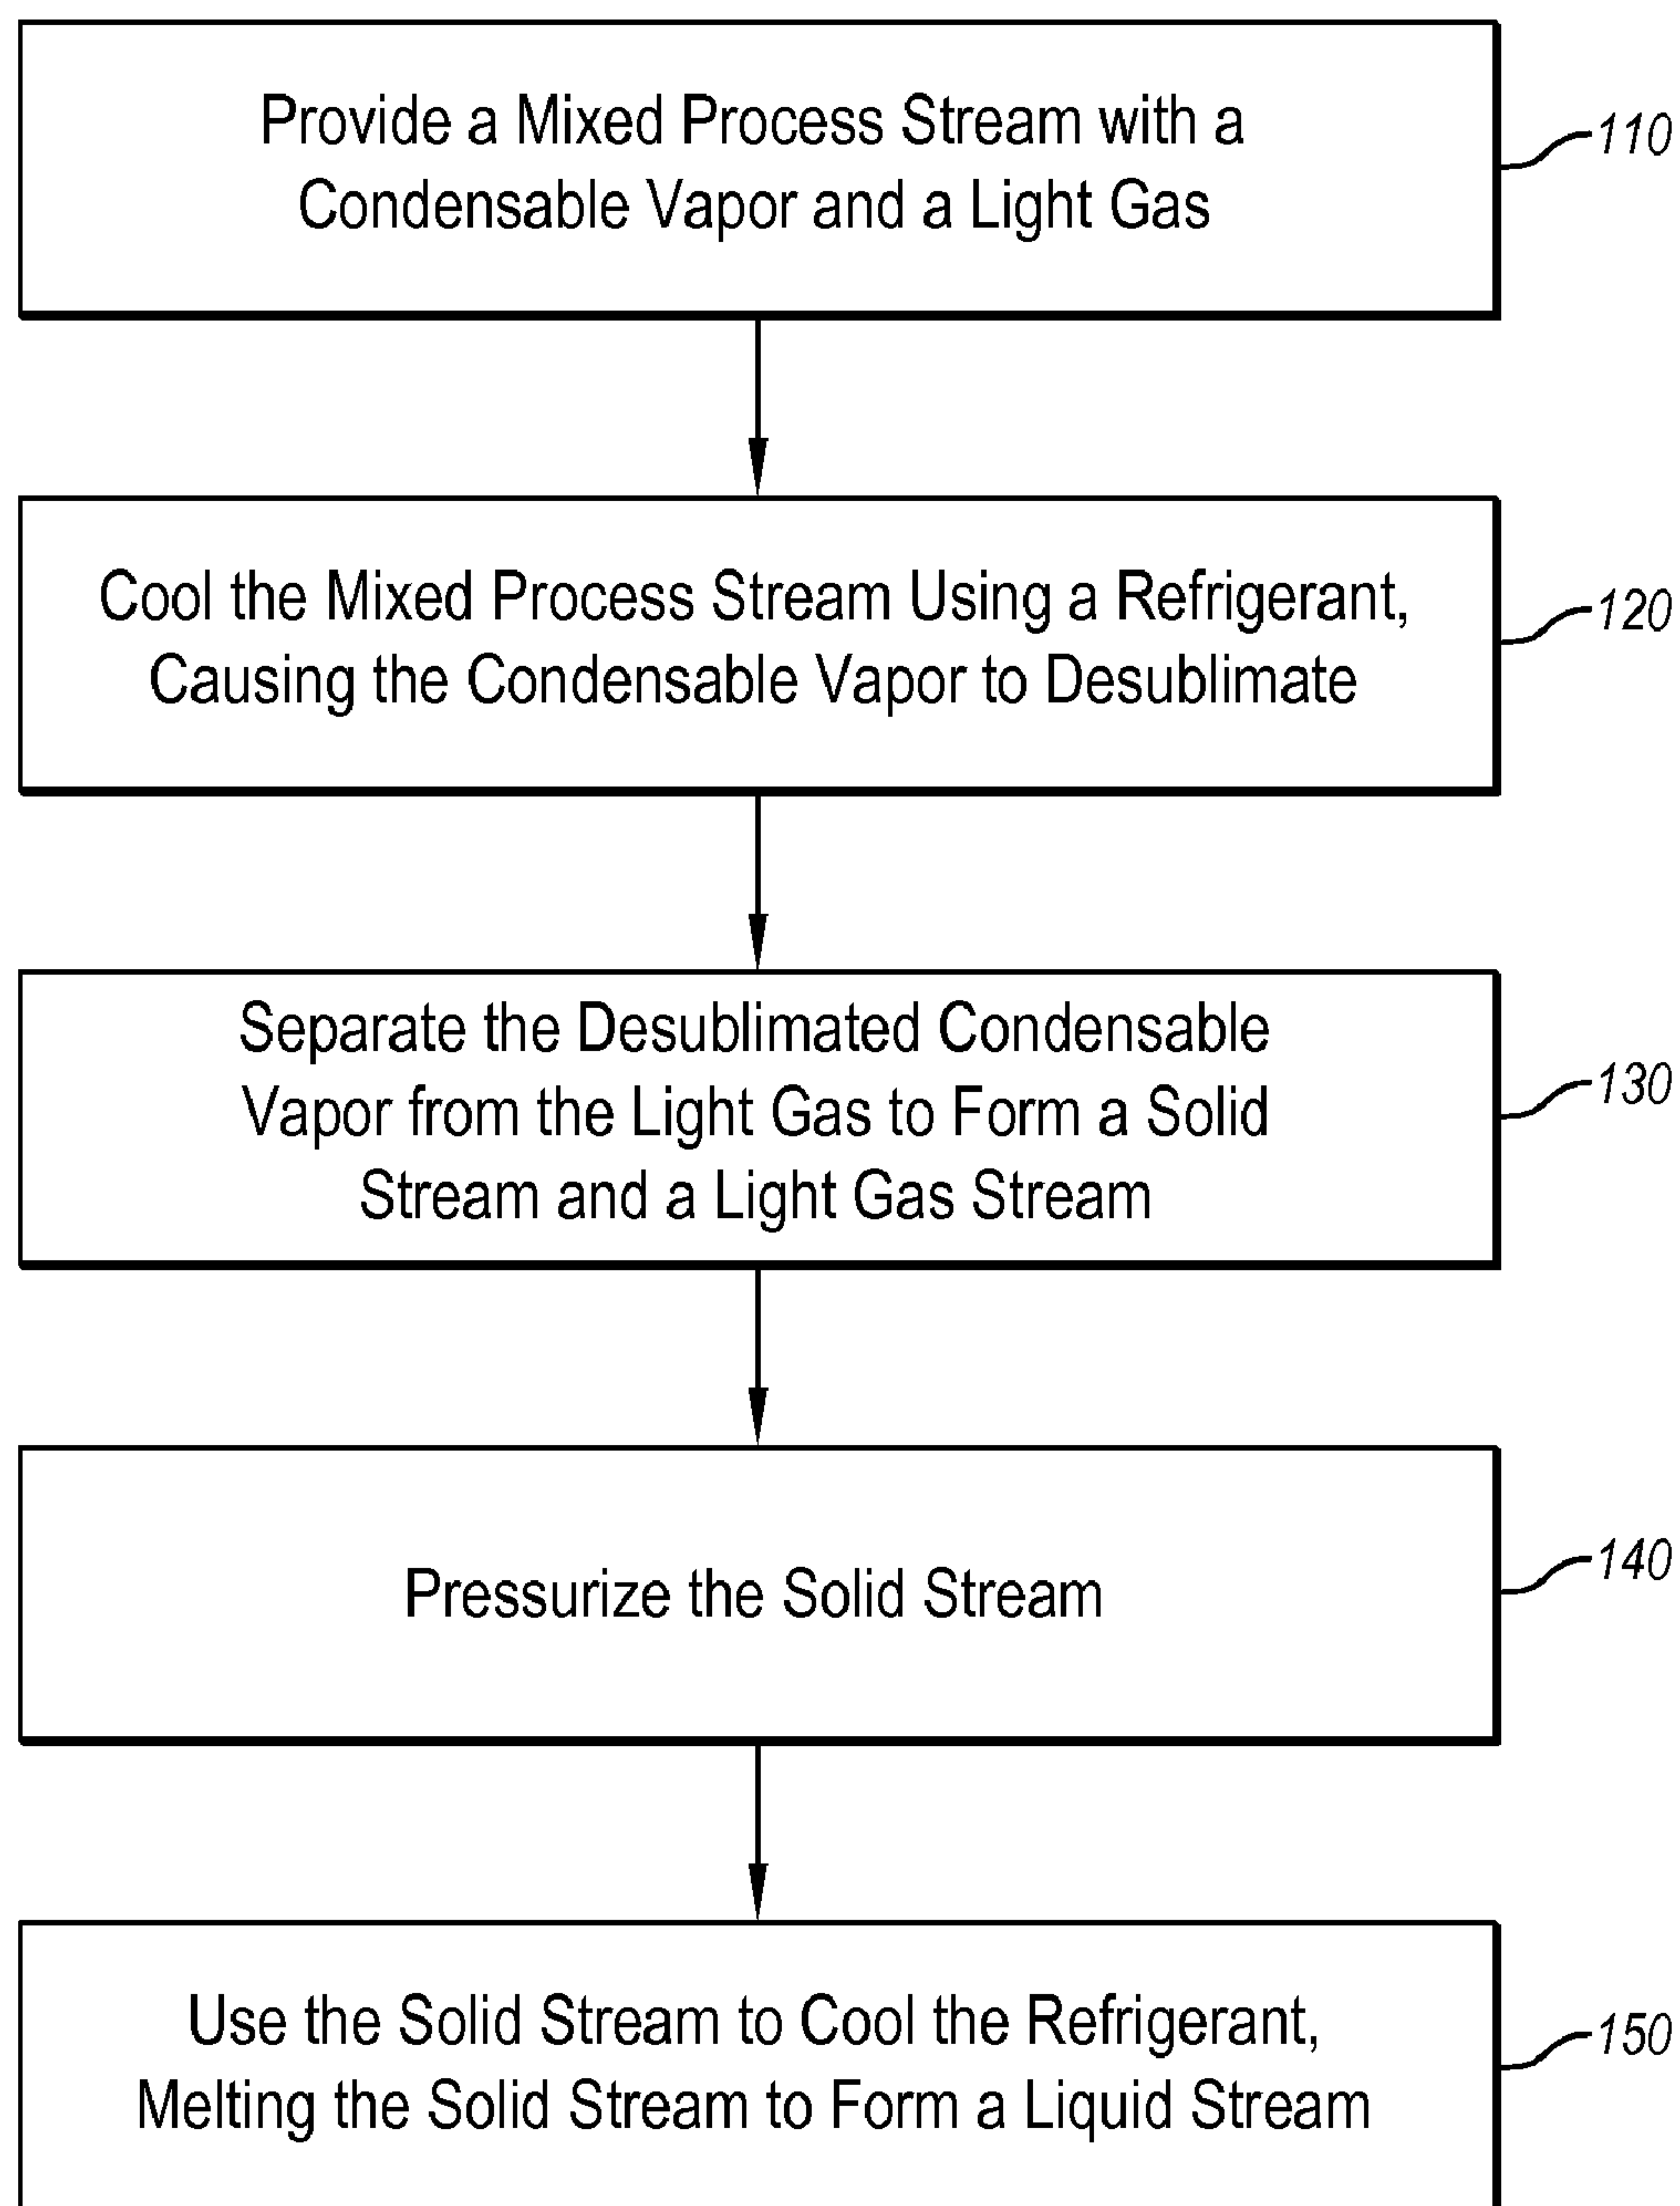 Provide a Mixed Process Stream with a
Condensable Vapor and a Light Gas
110
Cool the Mixed Process Stream Using a Refrigerant,
Causing the Condensable Vapor to Desublimate
120
Separate the Desublimated Condensable
Vapor from the Light Gas to Form a Solid
Stream and a Light Gas Stream
130
Pressurize the Solid Stream
140
Use the Solid Stream to Cool the Refrigerant,
Melting the Solid Stream to Form a Liquid Stream
150